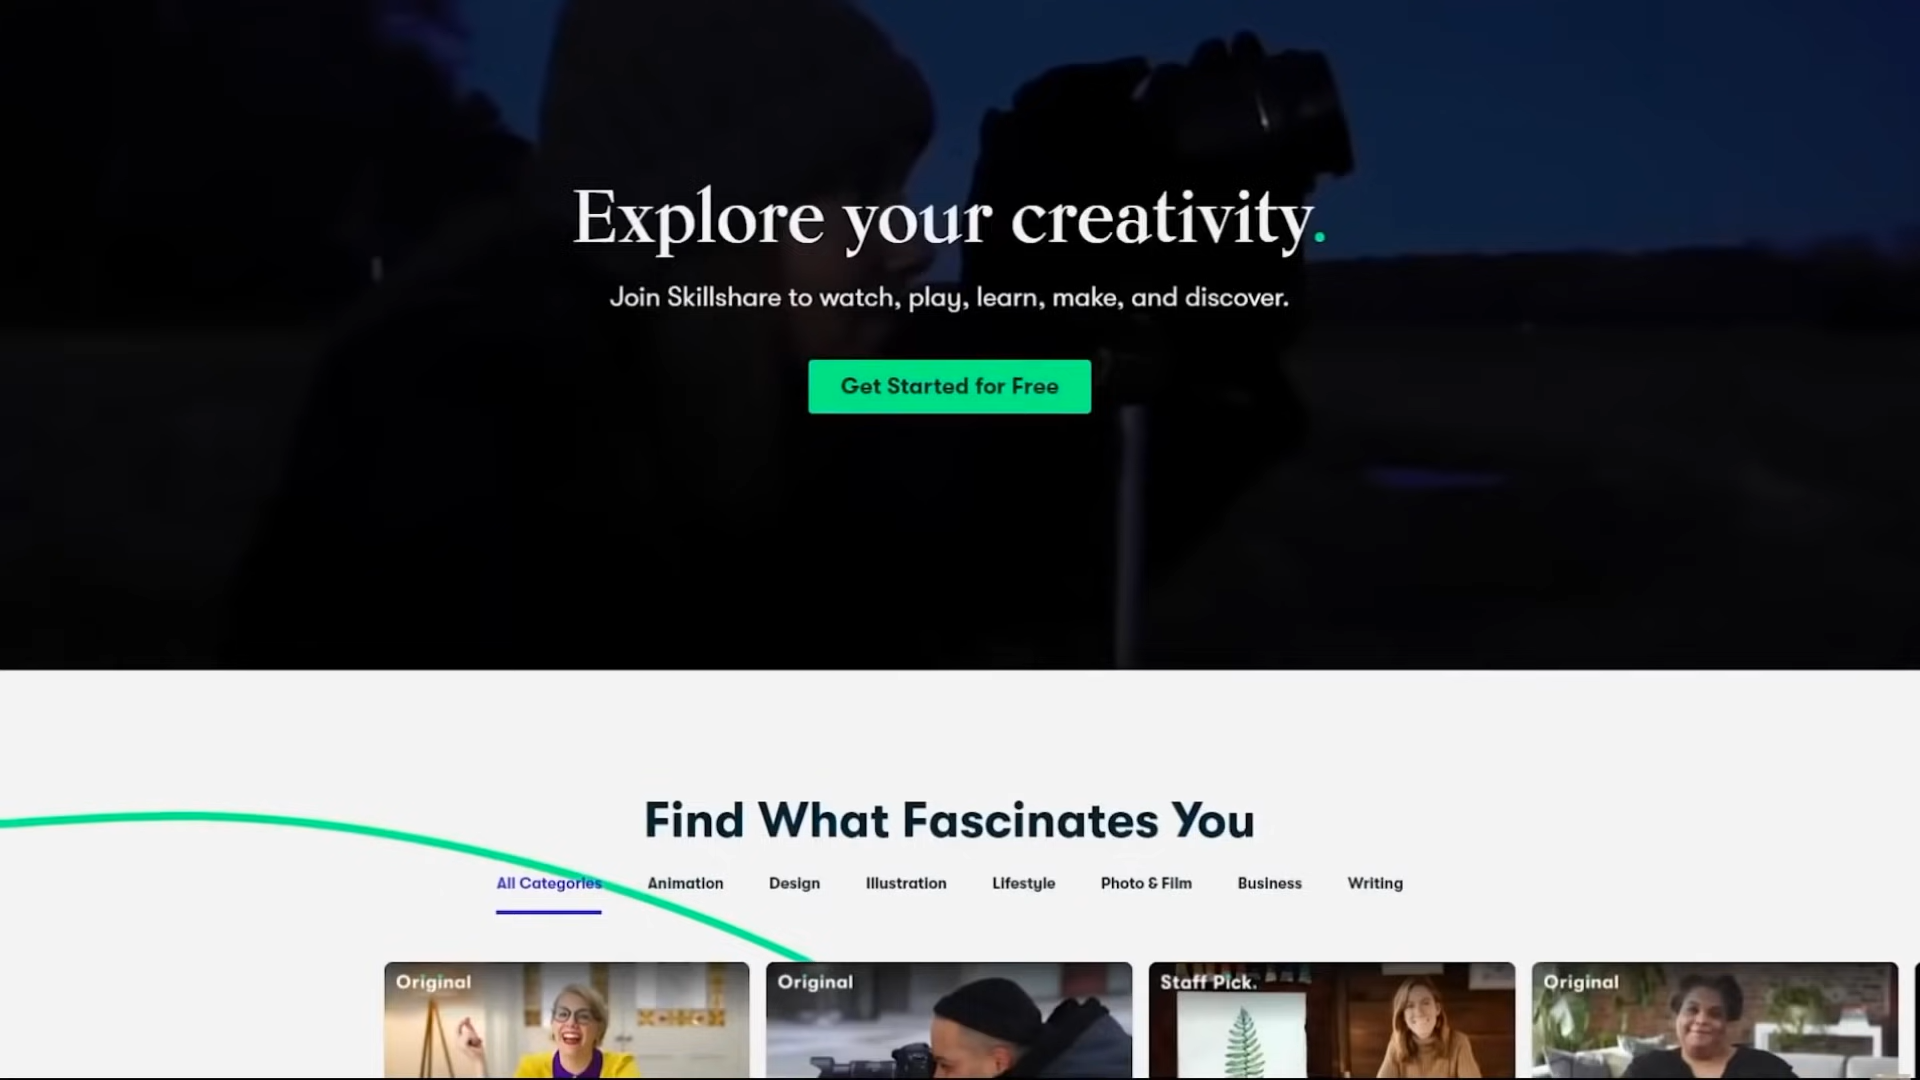 Explore your creativity.
Join Skillshare to watch, play, learn, make, and discover.
Get Started for Free
Find What Fascinates You
All Categories Animation Design Illustration Lifestyle Photo & Film Business Writing
Original Original Staff Pick. Original